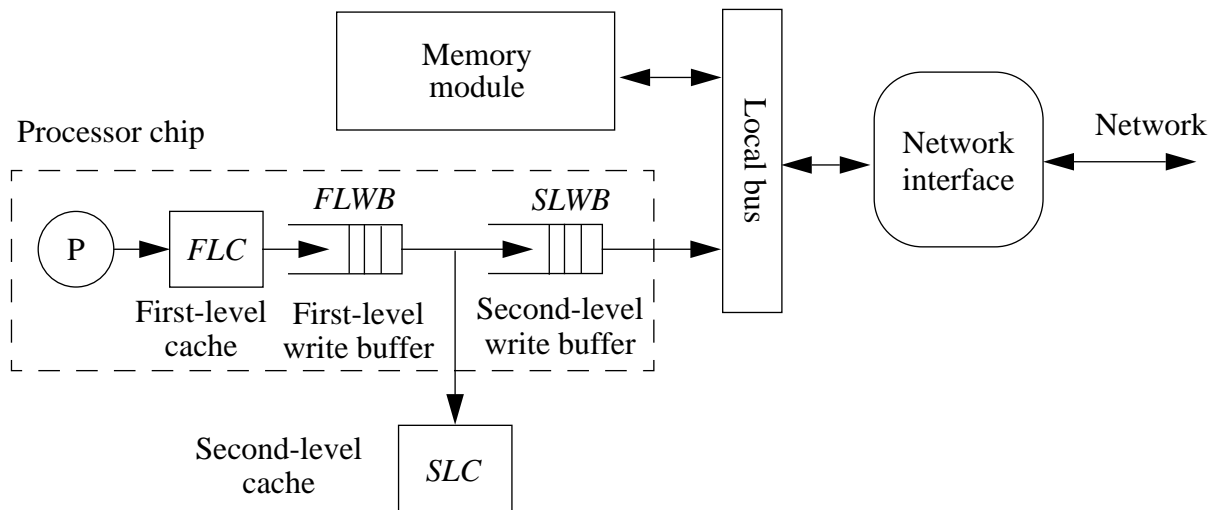 Memory
module
Local bus
Network
interface
Network
Processor chip
P
FLC
First-level
cache
FLWB
First-level
write buffer
SLWB
Second-level
write buffer
Second-level
cache
SLC